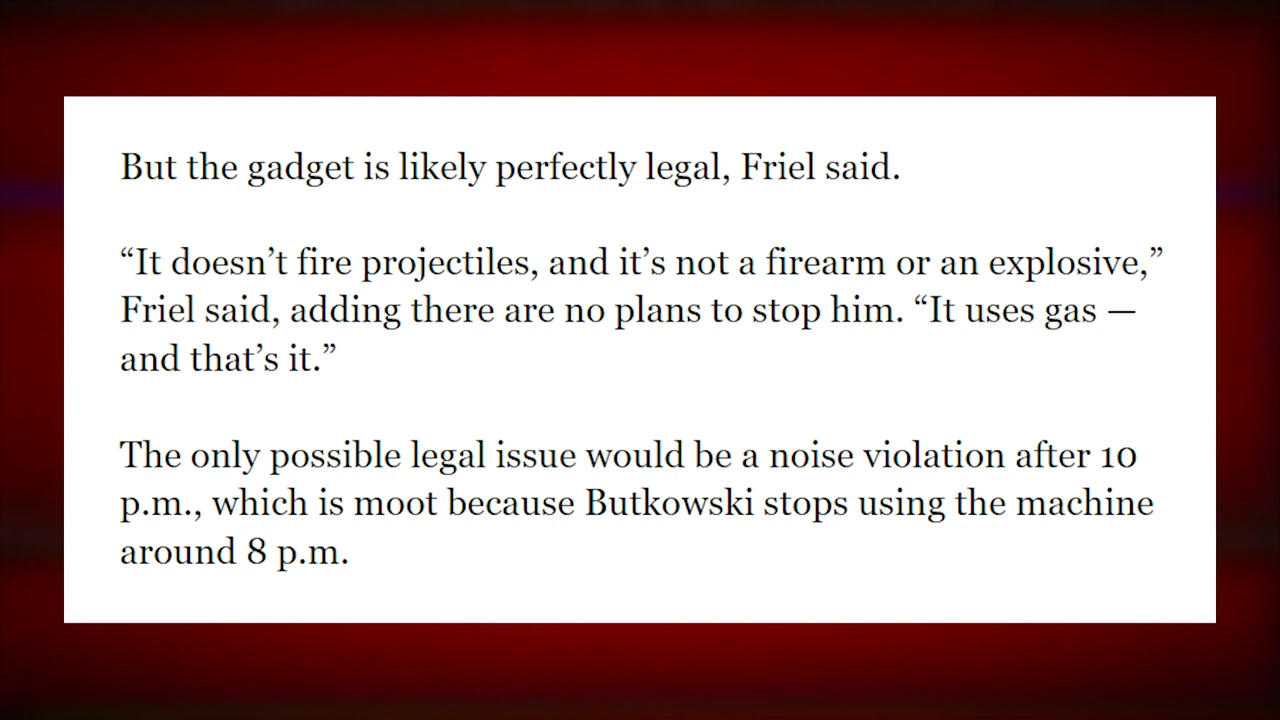 But the gadget is likely perfectly legal, Friel said.
“It doesn’t fire projectiles, and it’s not a firearm or an explosive,”
Friel said, adding there are no plans to stop him. “It uses gas —
and that’s it.”
The only possible legal issue would be a noise violation after 10
p.m., which is moot because Butkowski stops using the machine
around 8 p.m.